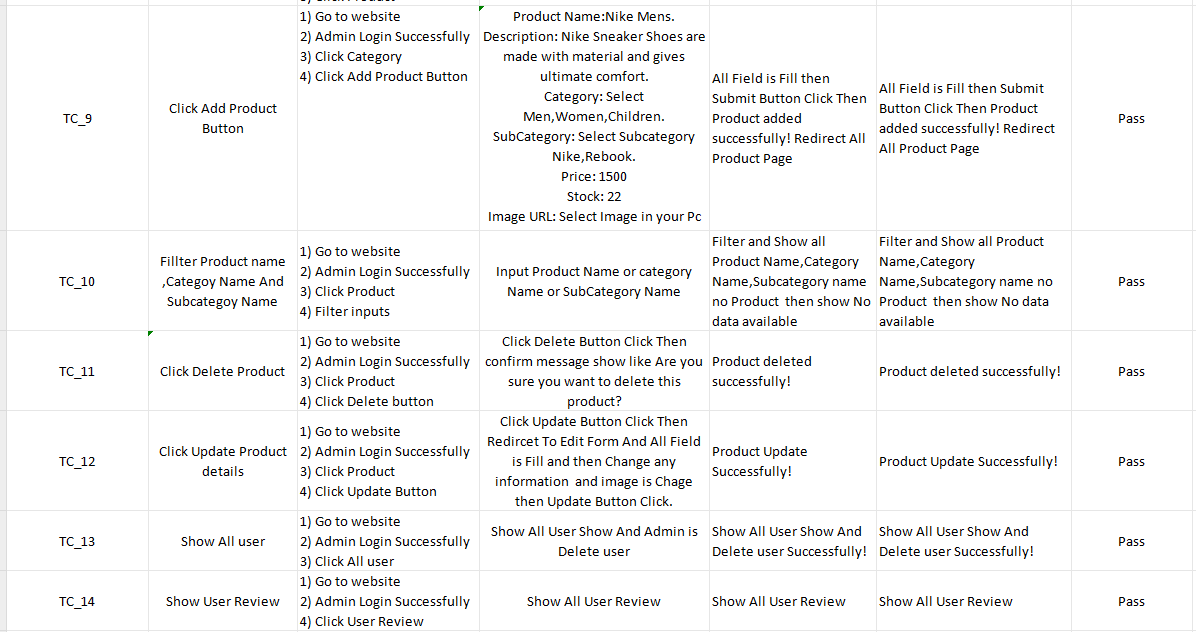 1) Go to website
2) Admin Login Successfully
3) Click Category
4) Click Add Product Button
TC_9
Click Add Product
Button
Product Name:Nike Mens.
Description: Nike Sneaker Shoes are
made with material and gives
ultimate comfort.
Category: Select
Men,Women,Children.
SubCategory: Select Subcategory
Nike,Rebook.
Price: 1500
Stock: 22
Image URL: Select Image in your Pc
All Field is Fill then
Submit Button Click Then
Product added
successfully! Redirect All
Product Page
All Field is Fill then Submit
Button Click Then Product
added successfully! Redirect
All Product Page
Pass
TC_10
Fillter Product name
,Categoy Name And
Subcategoy Name
1) Go to website
2) Admin Login Successfully
3) Click Product
4) Filter inputs
Input Product Name or category
Name or SubCategory Name
Filter and Show all
Product Name,Category
Name,Subcategory name
no Product  then show No
data available
Filter and Show all Product
Name,Category
Name,Subcategory name no
Product  then show No data
available
Pass
TC_11
Click Delete Product
1) Go to website
2) Admin Login Successfully
3) Click Product
4) Click Delete button
Click Delete Button Click Then
confirm message show like Are you
sure you want to delete this
product?
Product deleted
successfully!
Product deleted successfully!
Pass
TC_12
Click Update Product
details
1) Go to website
2) Admin Login Successfully
3) Click Product
4) Click Update Button
Click Update Button Click Then
Redircet To Edit Form And All Field
is Fill and then Change any
information  and image is Chage
then Update Button Click.
Product Update
Successfully!
Product Update Successfully!
Pass
TC_13
Show All user
1) Go to website
2) Admin Login Successfully
3) Click All user
Show All User Show And Admin is
Delete user
Show All User Show And
Delete user Successfully!
Show All User Show And
Delete user Successfully!
Pass
TC_14
Show User Review
1) Go to website
2) Admin Login Successfully
4) Click User Review
Show All User Review
Show All User Review
Show All User Review
Pass